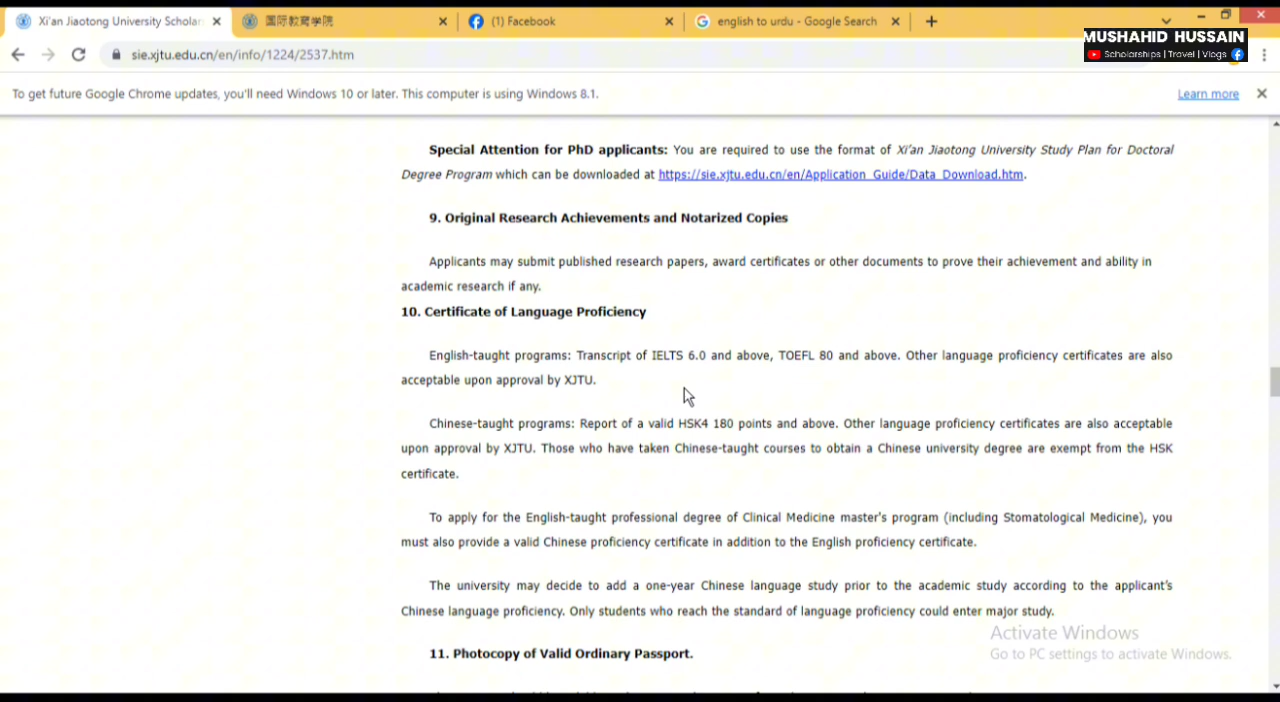 Xi'an Jiaotong University Scholar
国际教育学院
(1) Facebook
english to urdu - Google Search
MUSHAHID HUSSAIN
Scholarships | Travel | Vlogs
sie.xjtu.edu.cn/en/info/1224/2537.htm
To get future Google Chrome updates, you'll need Windows 10 or later. This computer is using Windows 8.1.
Learn more
Special Attention for PhD applicants: You are required to use the format of Xi'an Jiaotong University Study Plan for Doctoral
Degree Program which can be downloaded at https://sie.xjtu.edu.cn/en/Application_Guide/Data_Download.htm.
9. Original Research Achievements and Notarized Copies
Applicants may submit published research papers, award certificates or other documents to prove their achievement and ability in
academic research if any.
10. Certificate of Language Proficiency
English-taught programs: Transcript of IELTS 6.0 and above, TOEFL 80 and above. Other language proficiency certificates are also
acceptable upon approval by XJTU.
Chinese-taught programs: Report of a valid HSK4 180 points and above. Other language proficiency certificates are also acceptable
upon approval by XJTU. Those who have taken Chinese-taught courses to obtain a Chinese university degree are exempt from the HSK
certificate.
To apply for the English-taught professional degree of Clinical Medicine master's program (including Stomatological Medicine), you
must also provide a valid Chinese proficiency certificate in addition to the English proficiency certificate.
The university may decide to add a one-year Chinese language study prior to the academic study according to the applicant's
Chinese language proficiency. Only students who reach the standard of language proficiency could enter major study.
Activate Windows
Go to PC settings to activate Windows.
11. Photocopy of Valid Ordinary Passport.